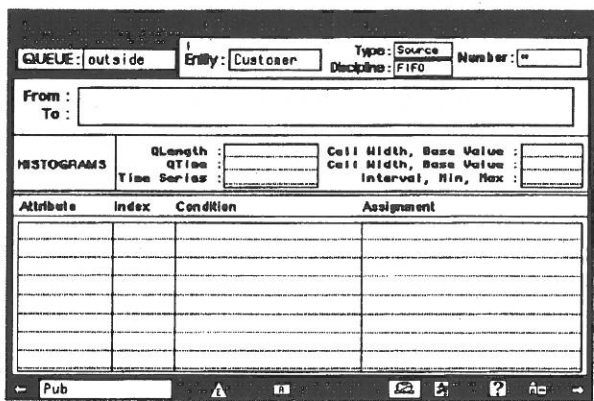 QUEUE: outside Entity: Customer Type: Source Number: ∞
Discipline: FIFO
From :
To :
HISTOGRAMS
QLength : Cell Width, Base Value :
QTime : Cell Width, Base Value :
Time Series : Interval, Min, Max :
Attribute Index Condition Assignment
← Pub E A ? →